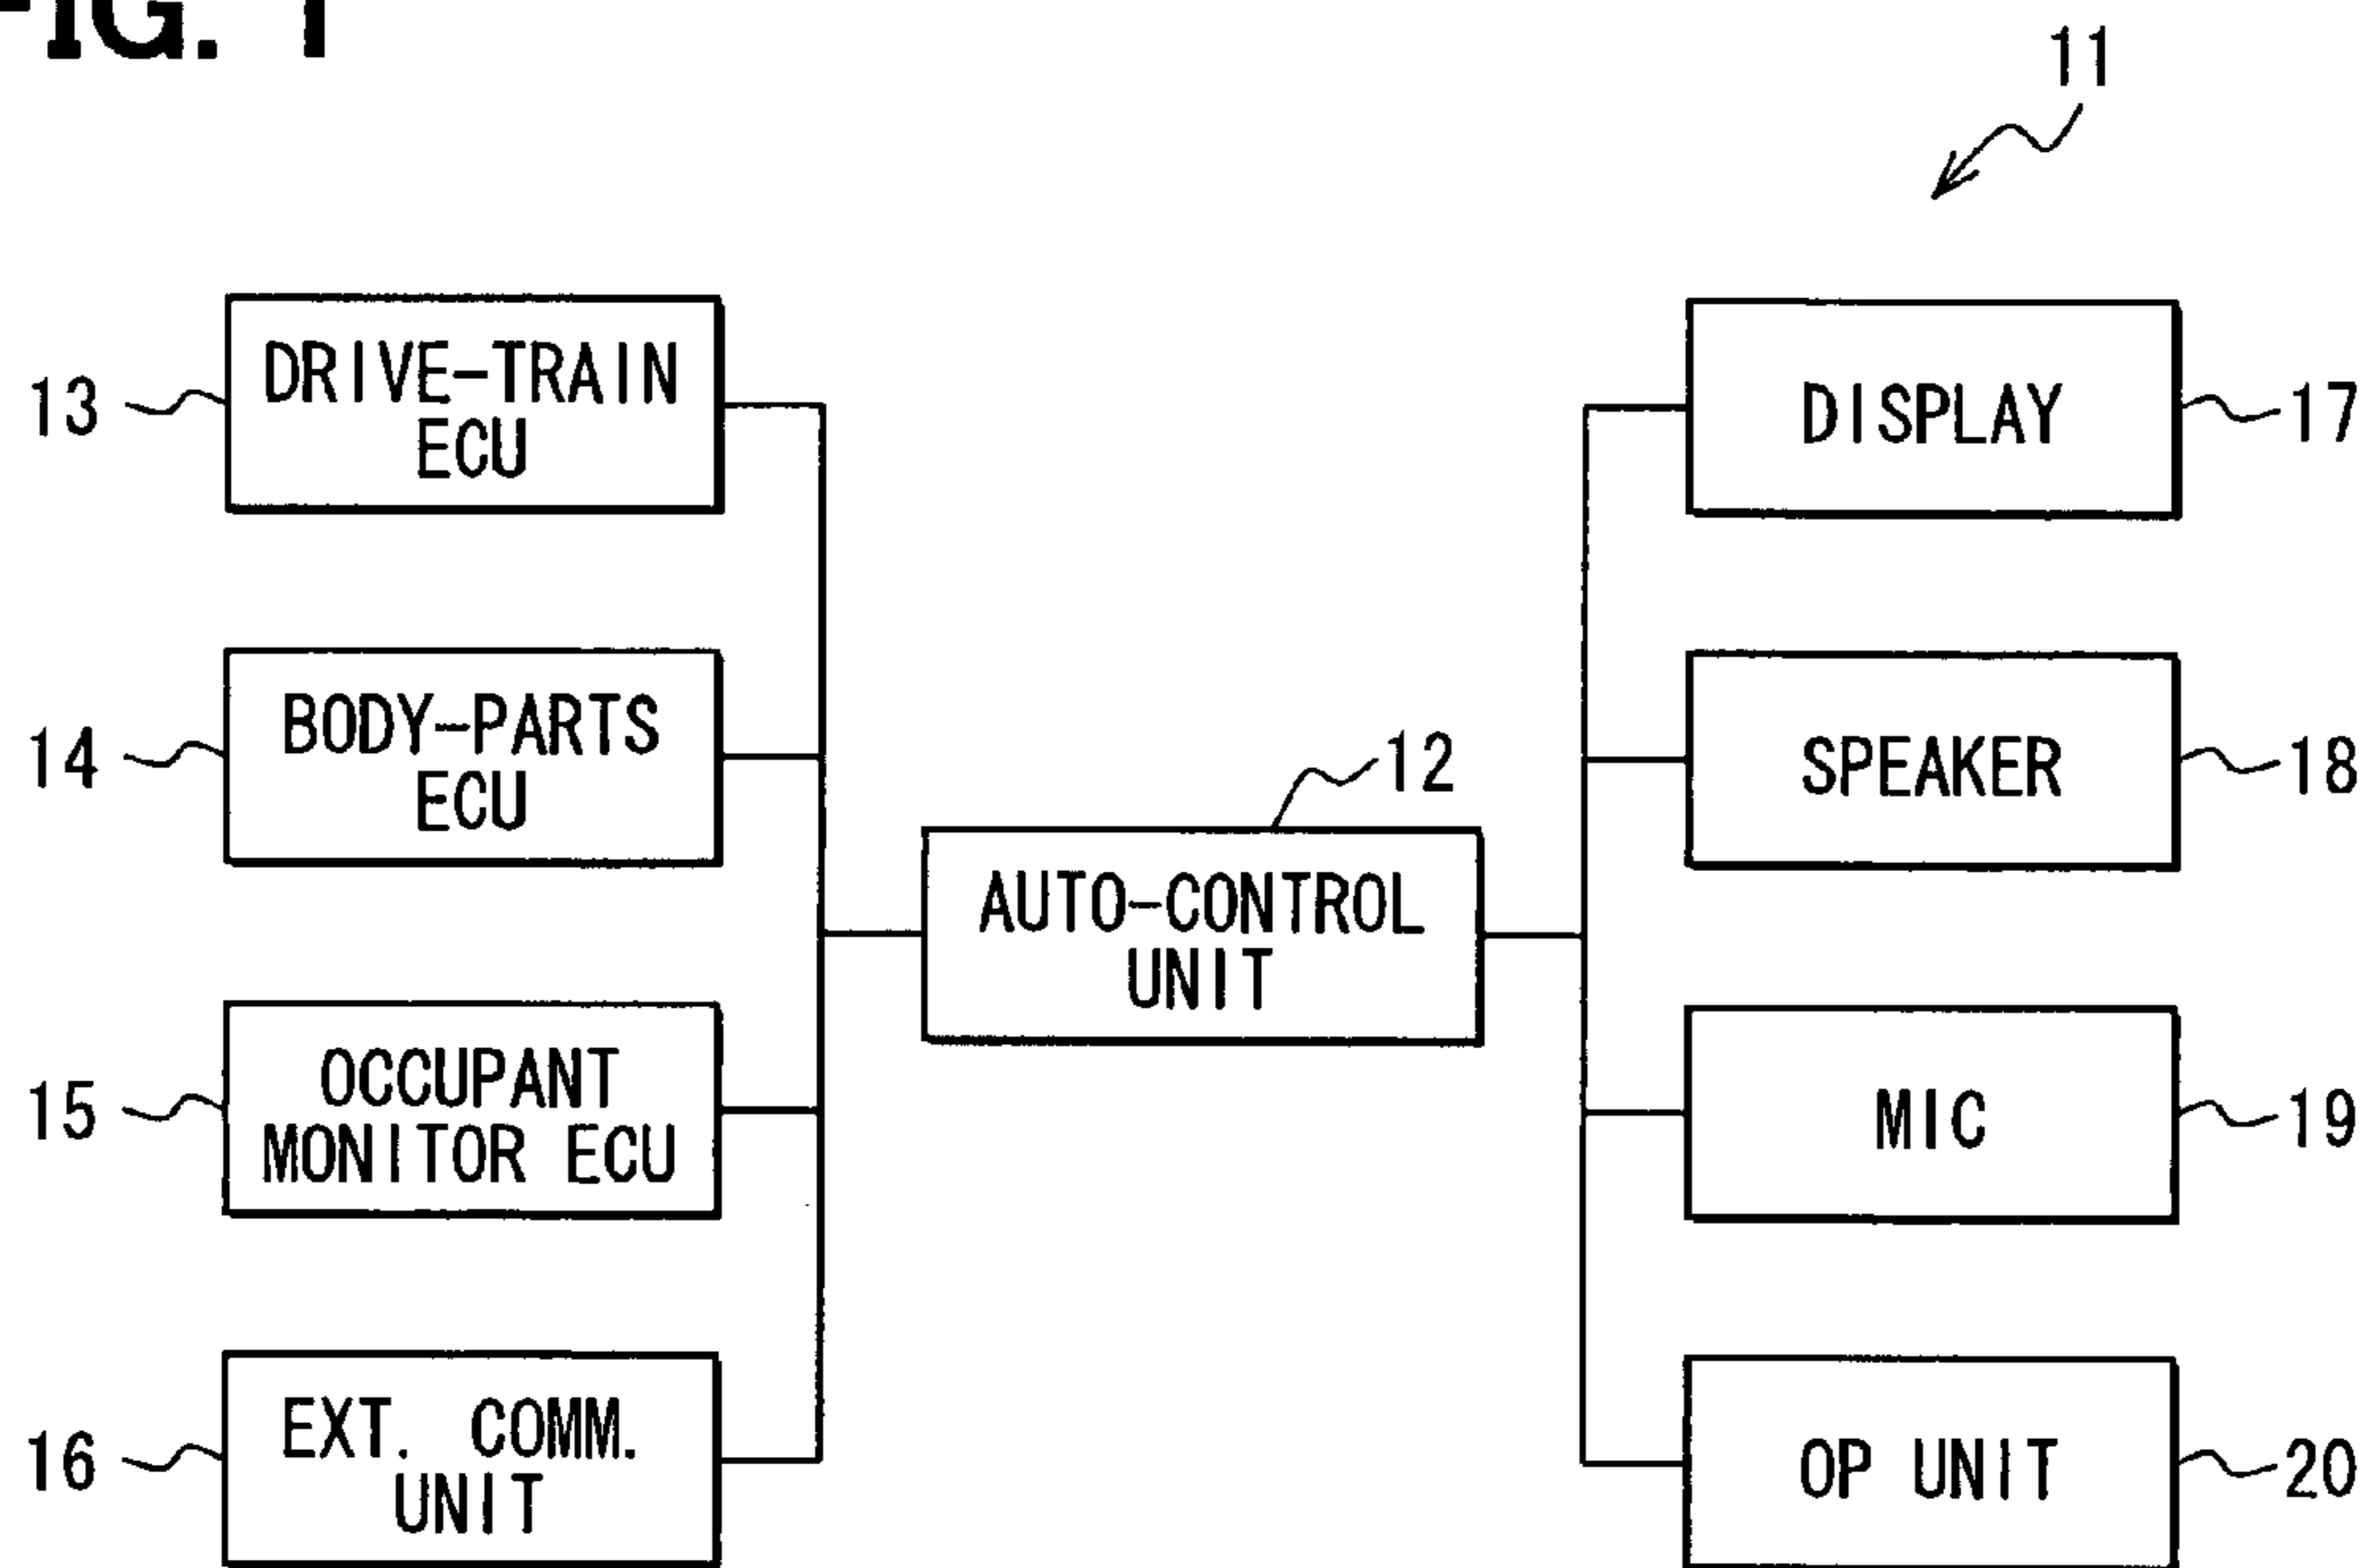 FIG. 1
11
13
DRIVE-TRAIN
ECU
14
BODY-PARTS
ECU
15
OCCUPANT
MONITOR ECU
16
EXT. COMM.
UNIT
12
AUTO-CONTROL
UNIT
DISPLAY
17
SPEAKER
18
MIC
19
OP UNIT
20